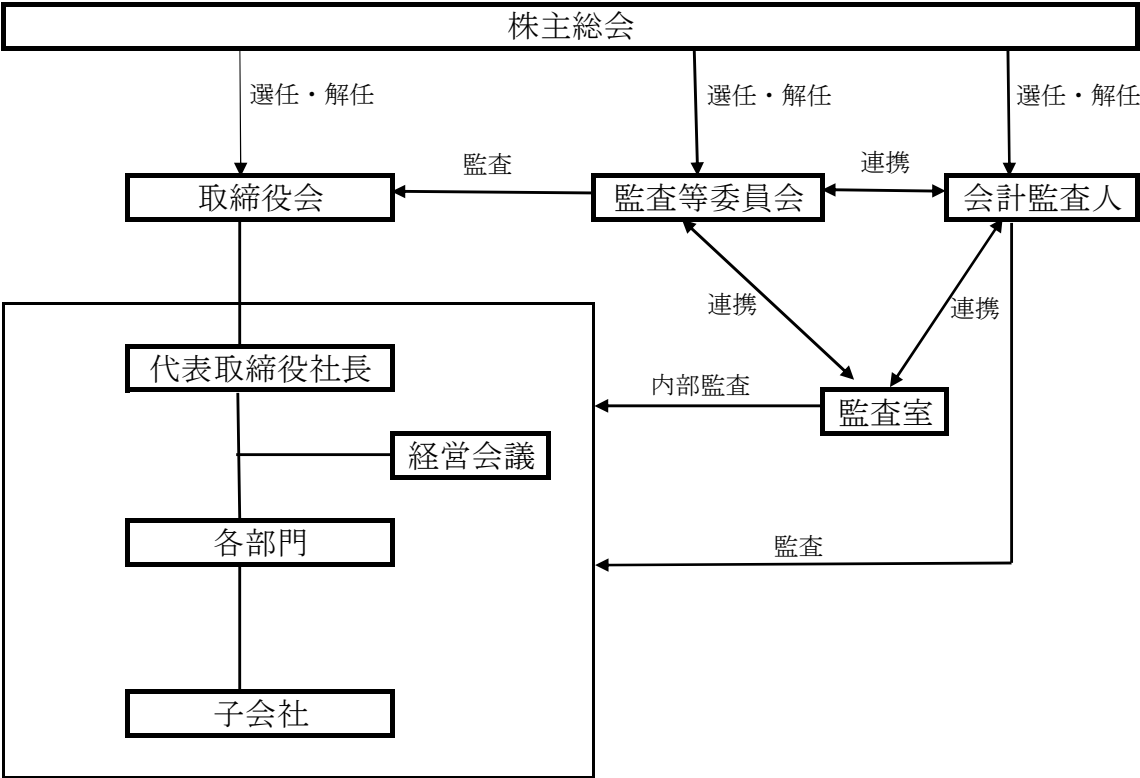 株主総会
選任・解任
選任・解任
選任・解任
監査
連携
取締役会
監査等委員会
会計監査人
連携
連携
代表取締役社長
内部監査
監査室
経営会議
各部門
監査
子会社